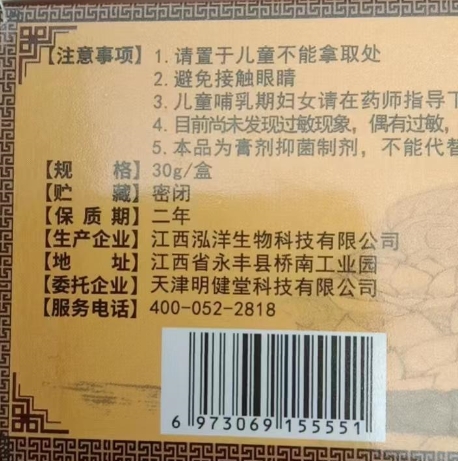 【注意事项】1. 请置于儿童不能拿取处
2. 避免接触眼睛
3. 儿童哺乳期妇女请在药师指导下
4. 目前尚未发现过敏现象，偶有过敏，
5. 本品为膏剂抑菌制剂，不能代替
【规 格】30g/盒
【贮 藏】密闭
【保 质 期】二年
【生产企业】江西泓洋生物科技有限公司
【地 址】江西省永丰县桥南工业园
【委托企业】天津明健堂科技有限公司
【服务电话】400-052-2818
6 973069 155551